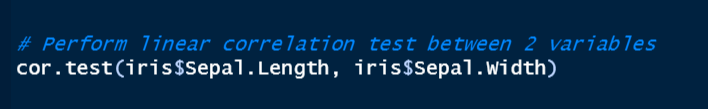 # Perform linear correlation test between 2 variables
cor.test(iris$Sepal.Length, iris$Sepal.Width)